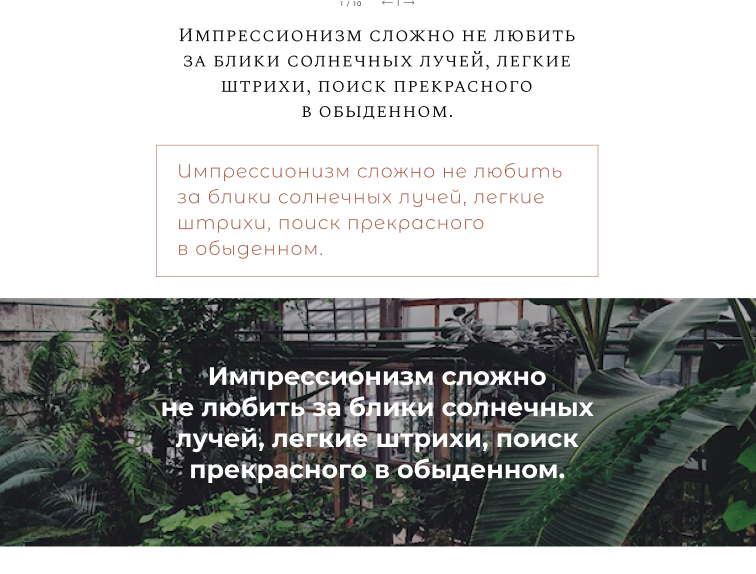 1 / 10 ← | →
Импрессионизм сложно не любить
за блики солнечных лучей, легкие
штрихи, поиск прекрасного
в обыденном.
Импрессионизм сложно не любить
за блики солнечных лучей, легкие
штрихи, поиск прекрасного
в обыденном.
Импрессионизм сложно
не любить за блики солнечных
лучей, легкие штрихи, поиск
прекрасного в обыденном.